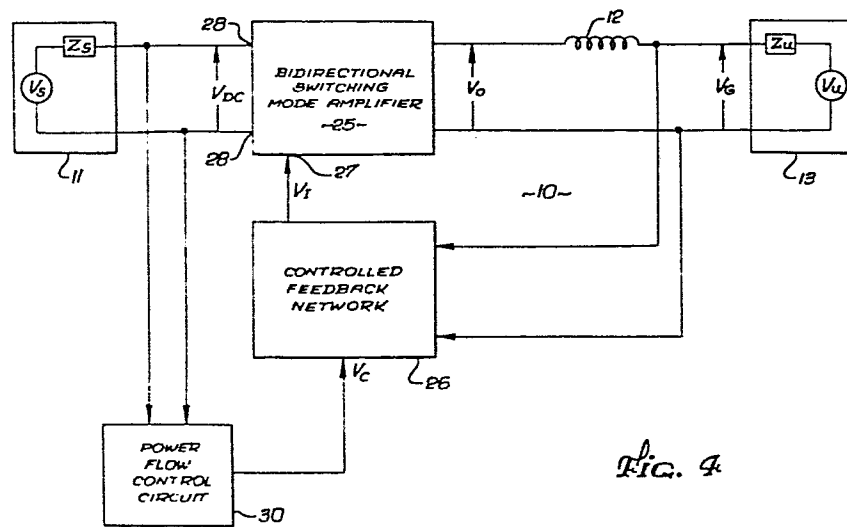 Zs
Vs
11
28
28
VDC
BIDIRECTIONAL
SWITCHING
MODE AMPLIFIER
~25~
27
VI
Vo
12
VG
Zu
Vu
13
~10~
CONTROLLED
FEEDBACK
NETWORK
26
Vc
POWER
FLOW
CONTROL
CIRCUIT
30
Fig. 4